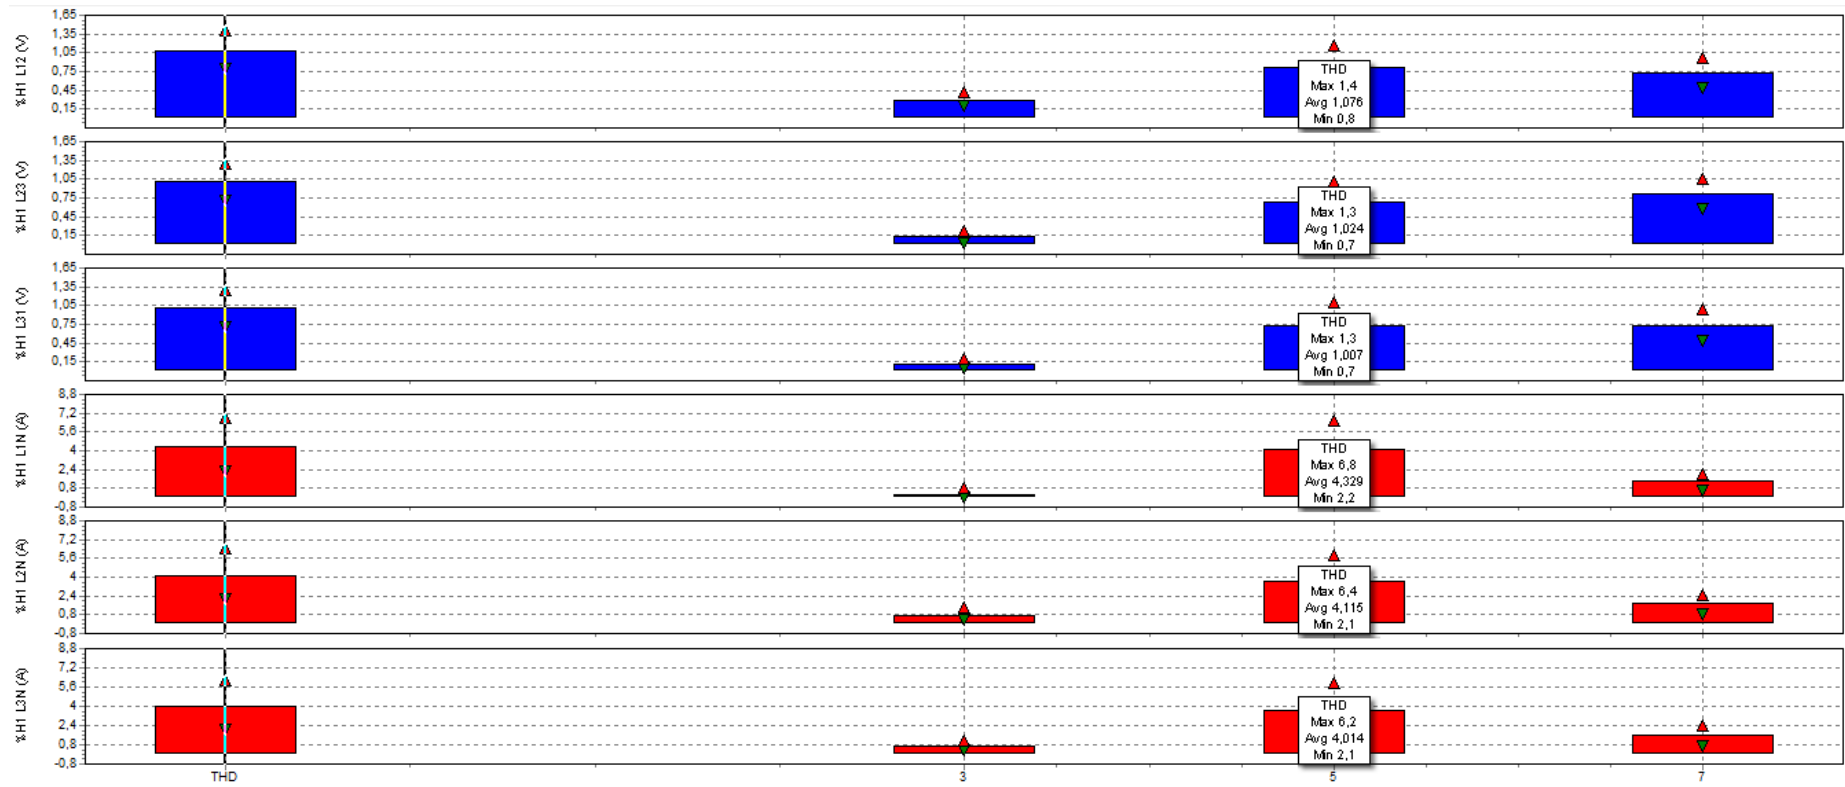 1,65
1,35
1,05
0,75
0,45
0,15
%H1 L12 (V)
THD
Max 1,4
Avg 1,076
Min 0,8
1,65
1,35
1,05
0,75
0,45
0,15
%H1 L23 (V)
THD
Max 1,3
Avg 1,024
Min 0,7
1,65
1,35
1,05
0,75
0,45
0,15
%H1 L31 (V)
THD
Max 1,3
Avg 1,007
Min 0,7
8,8
7,2
5,6
4
2,4
0,8
-0,8
%H1 L1N (A)
THD
Max 6,8
Avg 4,329
Min 2,2
8,8
7,2
5,6
4
2,4
0,8
-0,8
%H1 L2N (A)
THD
Max 6,4
Avg 4,115
Min 2,1
8,8
7,2
5,6
4
2,4
0,8
-0,8
%H1 L3N (A)
THD
Max 6,2
Avg 4,014
Min 2,1
THD 3 5 7